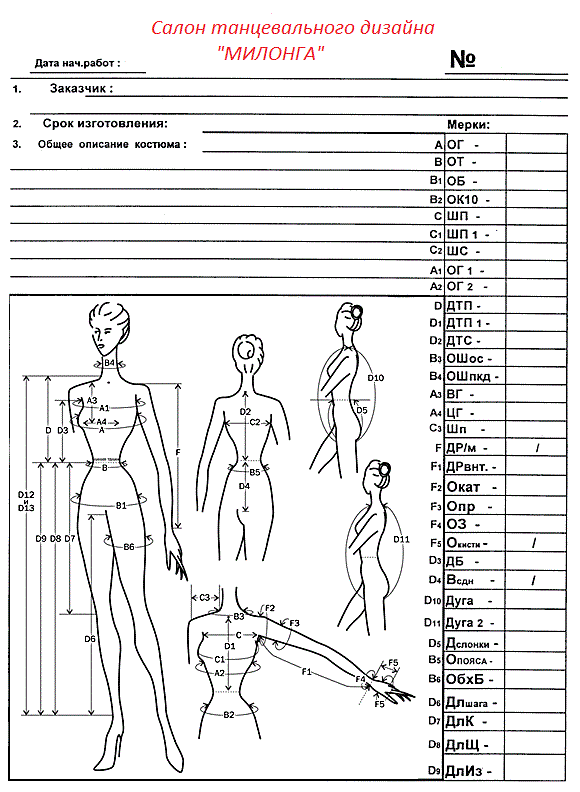 Салон танцевального дизайна
"МИЛОНГА"
Дата нач.работ :
№
1. Заказчик :
2. Срок изготовления:
Мерки:
3. Общее описание костюма :
A ОГ -
B ОТ -
B1 ОБ -
B2 ОК10 -
C ШП -
C1 ШП 1 -
C2 ШС -
A1 ОГ 1 -
A2 ОГ 2 -
D ДТП -
D1 ДТП 1 -
D2 ДТС -
B3 ОШос -
B4 ОШпкд -
A3 ВГ -
A4 ЦГ -
C3 Шп -
F ДР/м - /
F1 ДРвнт. -
F2 Окат -
F3 Опр -
F4 ОЗ -
F5 Окисти - /
D3 ДБ -
D4 Всдн - /
D10 Дуга -
D11 Дуга 2 -
D5 Дслонки -
B5 Опояса -
B6 ОбхБ -
D6 Длшага -
D7 ДлК -
D8 ДлЩ -
D9 ДлИз -
B4
A3
A1
A4
A
D
D3
F
B
D12
и
D13
B1
D9
D8
D7
B6
D6
D2
C2
B5
D4
D10
D5
D11
C3
B3
F2
F3
C
D1
C1
A2
F1
F4
F5
F5
B2